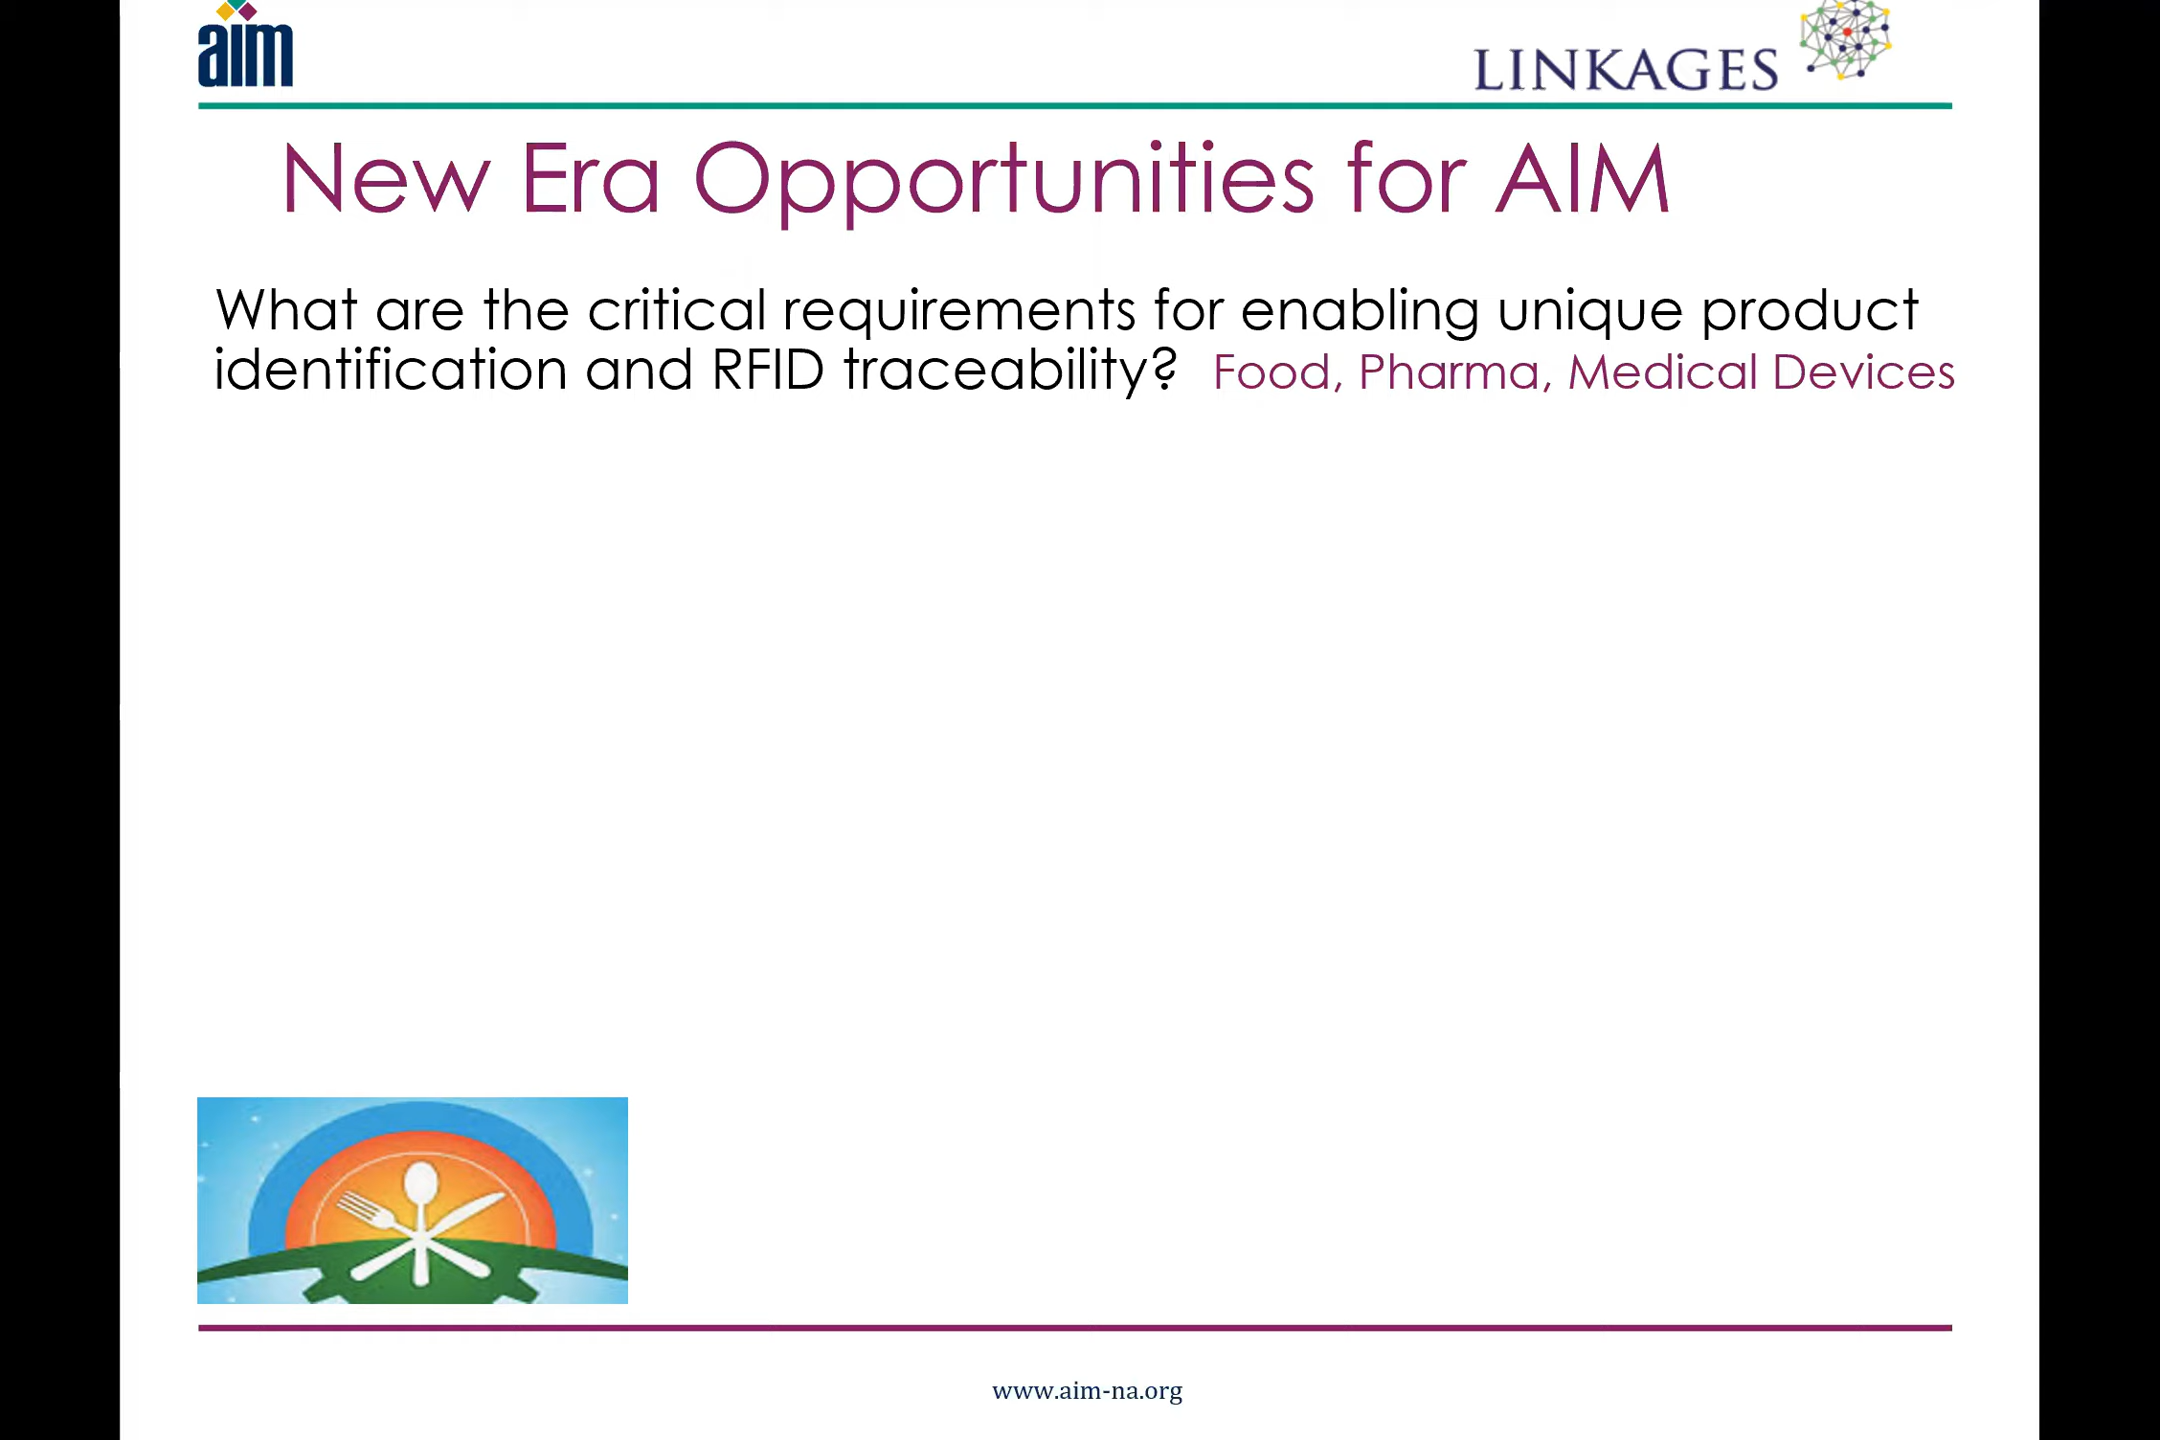 aim
LINKAGES
New Era Opportunities for AIM
What are the critical requirements for enabling unique product
identification and RFID traceability? Food, Pharma, Medical Devices
www.aim-na.org